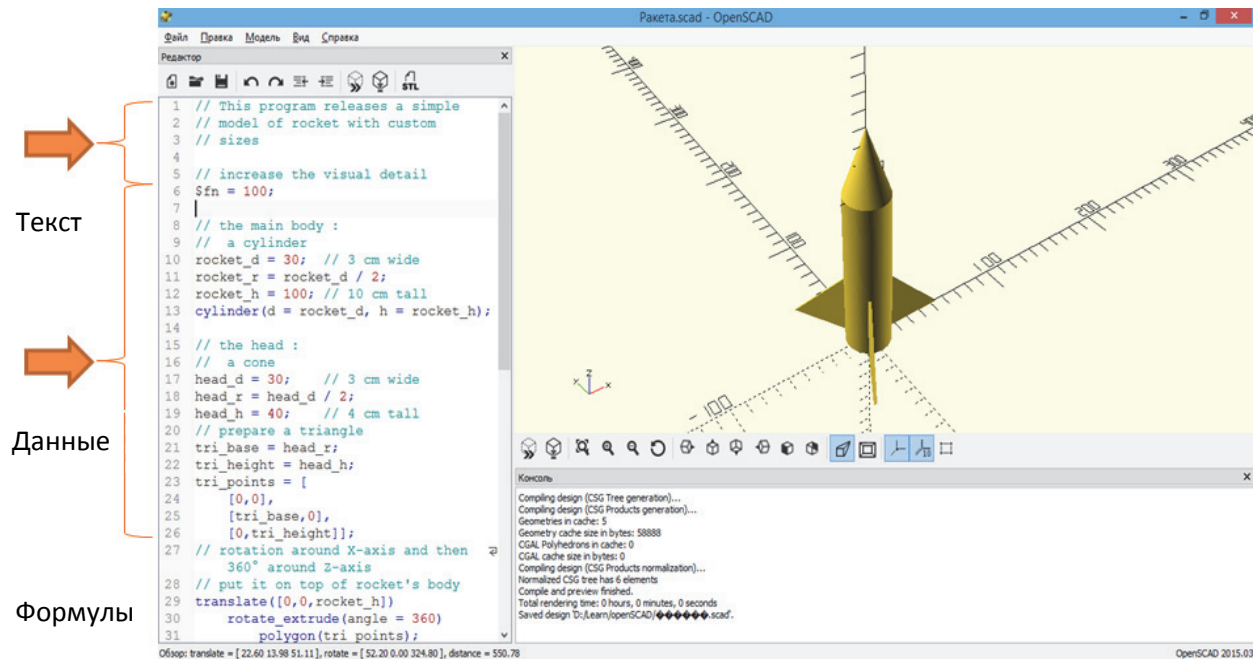 Ракета.scad - OpenSCAD
Файл Правка Модель Вид Справка
Редактор
STL
1 // This program releases a simple
2 // model of rocket with custom
3 // sizes
4
5 // increase the visual detail
6 $fn = 100;
7
8 // the main body :
9 //  a cylinder
10 rocket_d = 30;  // 3 cm wide
11 rocket_r = rocket_d / 2;
12 rocket_h = 100; // 10 cm tall
13 cylinder(d = rocket_d, h = rocket_h);
14
15 // the head :
16 //  a cone
17 head_d = 30;    // 3 cm wide
18 head_r = head_d / 2;
19 head_h = 40;    // 4 cm tall
20 // prepare a triangle
21 tri_base = head_r;
22 tri_height = head_h;
23 tri_points = [
24     [0,0],
25     [tri_base,0],
26     [0,tri_height]];
27 // rotation around X-axis and then
360° around Z-axis
28 // put it on top of rocket's body
29 translate([0,0,rocket_h])
30     rotate_extrude(angle = 360)
31         polygon(tri_points);
Текст
Данные
Формулы
200
300
100
200
100
-100
z
y x
10
Консоль
Compiling design (CSG Tree generation)...
Compiling design (CSG Products generation)...
Geometries in cache: 5
Geometry cache size in bytes: 58888
CGAL Polyhedrons in cache: 0
CGAL cache size in bytes: 0
Compiling design (CSG Products normalization)...
Normalized CSG tree has 6 elements
Compile and preview finished.
Total rendering time: 0 hours, 0 minutes, 0 seconds
Saved design 'D:/Learn/openSCAD/������.scad'.
Обзор: translate = [ 22.60 13.98 51.11 ], rotate = [ 52.20 0.00 324.80 ], distance = 550.78
OpenSCAD 2015.03